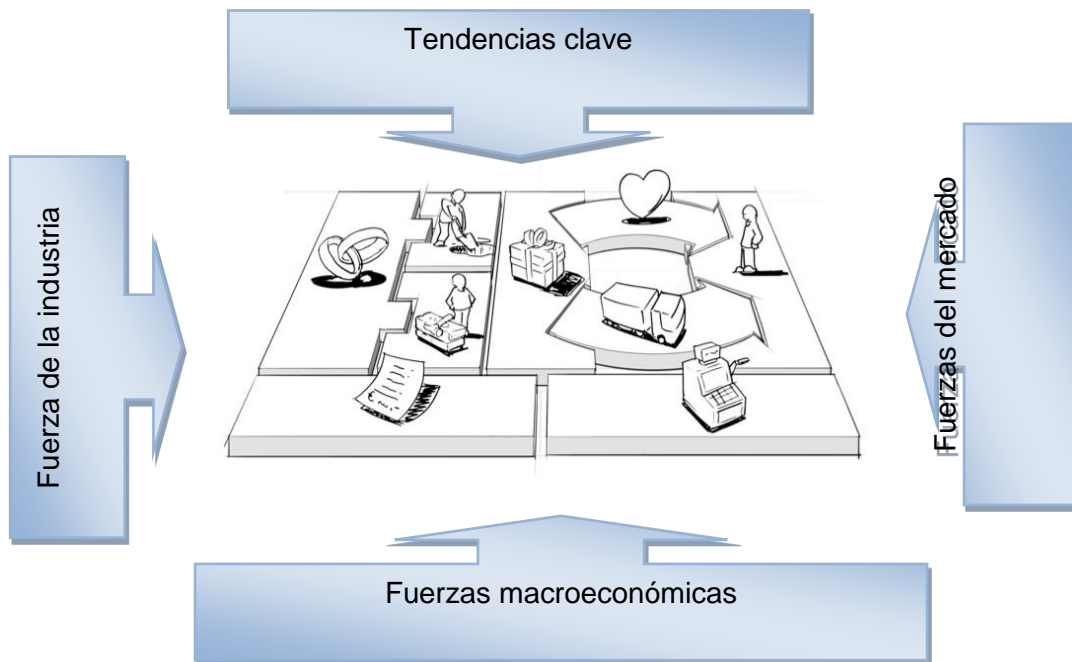 Tendencias clave
Fuerza de la industria
Fuerzas del mercado
Fuerzas macroeconómicas